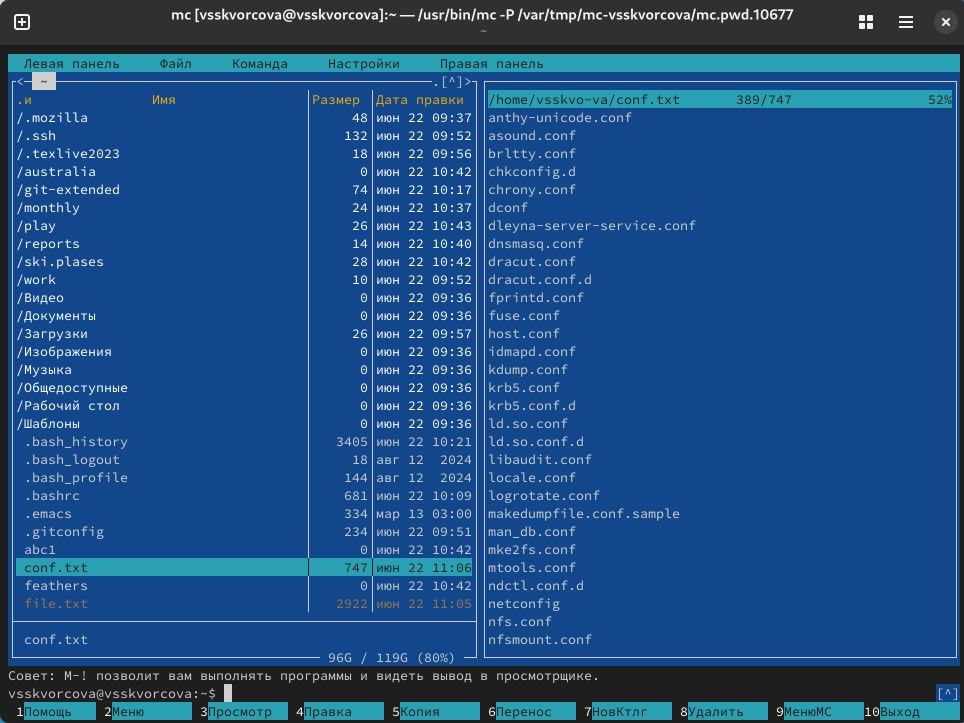 mc [vsskvorcova@vsskvorcova]:~ — /usr/bin/mc -P /var/tmp/mc-vsskvorcova/mc.pwd.10677
~
Левая панель Файл Команда Настройки Правая панель
<─ ~ .[^]>
.и Имя Размер Дата правки
/.mozilla 48 июн 22 09:37
/.ssh 132 июн 22 09:52
/.texlive2023 18 июн 22 09:56
/australia 0 июн 22 10:42
/git-extended 74 июн 22 10:17
/monthly 24 июн 22 10:37
/play 26 июн 22 10:43
/reports 14 июн 22 10:40
/ski.plases 28 июн 22 10:42
/work 10 июн 22 09:52
/Видео 0 июн 22 09:36
/Документы 0 июн 22 09:36
/Загрузки 26 июн 22 09:57
/Изображения 0 июн 22 09:36
/Музыка 0 июн 22 09:36
/Общедоступные 0 июн 22 09:36
/Рабочий стол 0 июн 22 09:36
/Шаблоны 0 июн 22 09:36
.bash_history 3405 июн 22 10:21
.bash_logout 18 авг 12 2024
.bash_profile 144 авг 12 2024
.bashrc 681 июн 22 10:09
.emacs 334 мар 13 03:00
.gitconfig 234 июн 22 09:51
abc1 0 июн 22 10:42
conf.txt 747 июн 22 11:06
feathers 0 июн 22 10:42
file.txt 2922 июн 22 11:05
conf.txt
96G / 119G (80%)
/home/vsskvo~va/conf.txt 389/747 52%
anthy-unicode.conf
asound.conf
brltty.conf
chkconfig.d
chrony.conf
dconf
dleyna-server-service.conf
dnsmasq.conf
dracut.conf
dracut.conf.d
fprintd.conf
fuse.conf
host.conf
idmapd.conf
kdump.conf
krb5.conf
krb5.conf.d
ld.so.conf
ld.so.conf.d
libaudit.conf
locale.conf
logrotate.conf
makedumpfile.conf.sample
man_db.conf
mke2fs.conf
mtools.conf
ndctl.conf.d
netconfig
nfs.conf
nfsmount.conf
Совет: M-! позволит вам выполнять программы и видеть вывод в просмотрщике.
vsskvorcova@vsskvorcova:~$ [^]
1Помощь 2Меню 3Просмотр 4Правка 5Копия 6Перенос 7НовКтлг 8Удалить 9МенюMC 10Выход